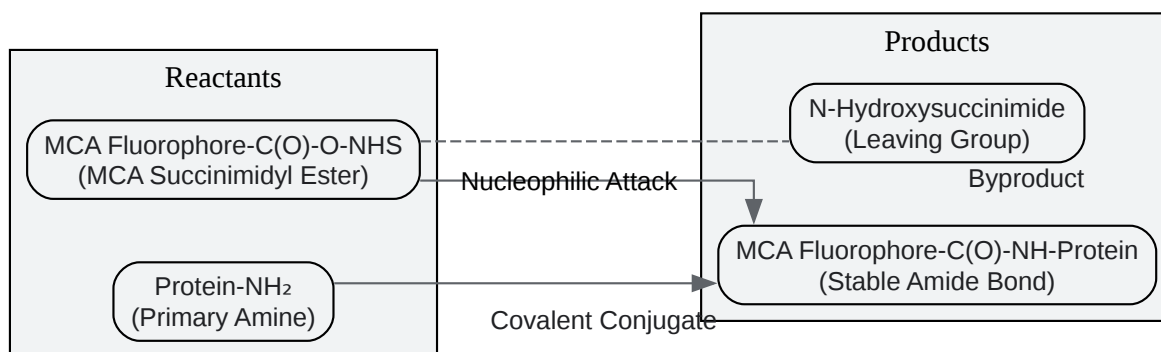 Reactants
MCA Fluorophore-C(O)-O-NHS
(MCA Succinimidyl Ester)
Protein-NH₂
(Primary Amine)
Nucleophilic Attack
Covalent Conjugate
Products
N-Hydroxysuccinimide
(Leaving Group)
Byproduct
MCA Fluorophore-C(O)-NH-Protein
(Stable Amide Bond)